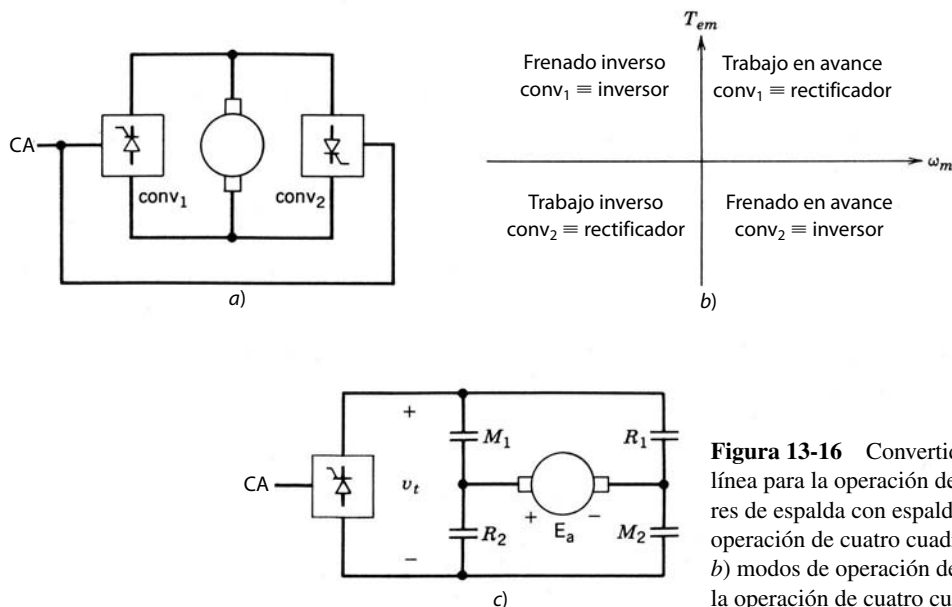 CA
conv₁
conv₂
a)
T_em
Frenado inverso
conv₁ ≡ inversor
Trabajo en avance
conv₁ ≡ rectificador
ω_m
Trabajo inverso
conv₂ ≡ rectificador
Frenado en avance
conv₂ ≡ inversor
b)
CA
+
v_t
−
M₁
R₂
+
E_a
−
R₁
M₂
c)
Figura 13-16 Convertid
línea para la operación de
res de espalda con espald
operación de cuatro cuad
b) modos de operación de
la operación de cuatro cu